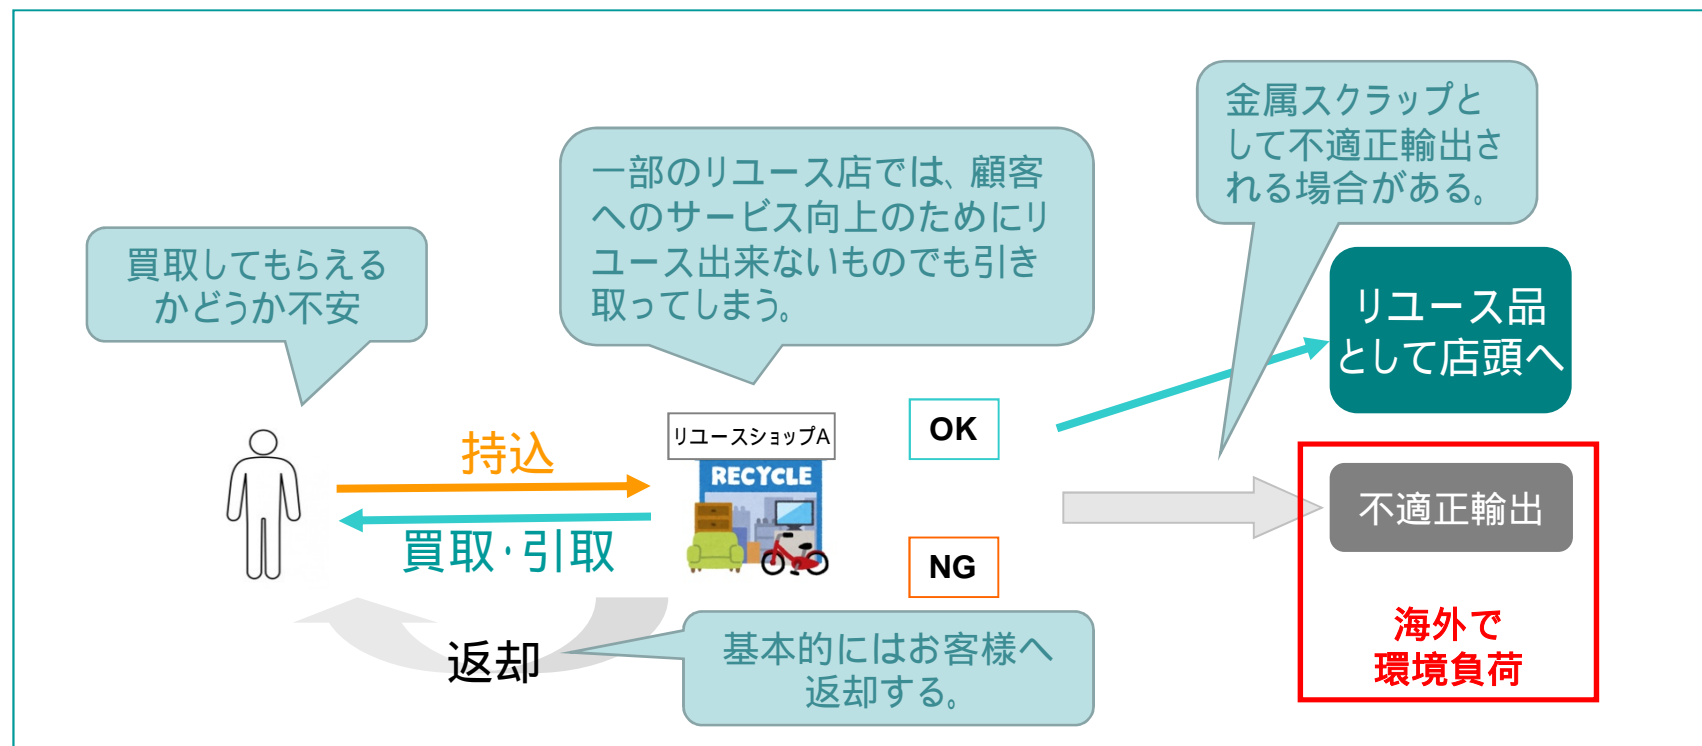 金属スクラップと
して不適正輸出さ
れる場合がある。
一部のリユース店では、顧客
へのサービス向上のためにリ
ユース出来ないものでも引き
取ってしまう。
買取してもらえる
かどうか不安
リユース品
として店頭へ
持込
リユースショップA
RECYCLE
OK
買取・引取
NG
不適正輸出
海外で
環境負荷
返却
基本的にはお客様へ
返却する。